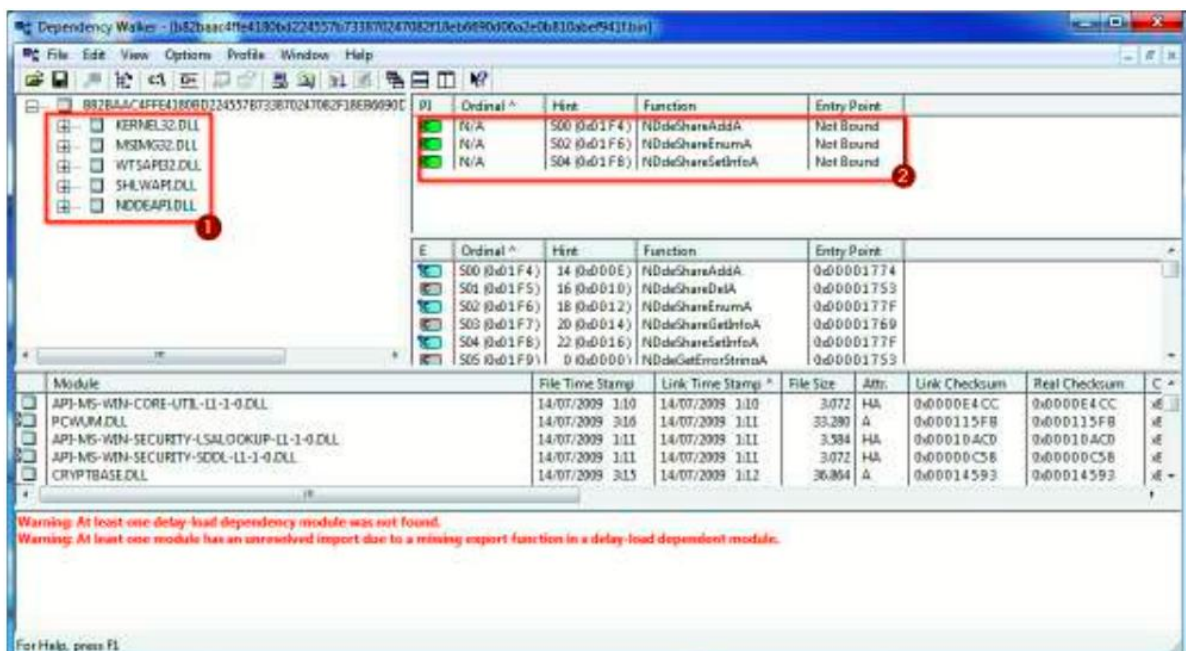 Dependency Walker
File Edit View Options Profile Window Help
KERNEL32.DLL
MSIMG32.DLL
WTSAPI32.DLL
SHLWAPI.DLL
NDDEAPI.DLL
1
PI Ordinal ^ Hint Function Entry Point
N/A 500 (0x01F4) NDdeShareAddA Not Bound
N/A 502 (0x01F6) NDdeShareEnumA Not Bound
N/A 504 (0x01F8) NDdeShareSetInfoA Not Bound
2
E Ordinal ^ Hint Function Entry Point
500 (0x01F4) 14 (0x000E) NDdeShareAddA 0x00001774
501 (0x01F5) 16 (0x0010) NDdeShareDelA 0x00001753
502 (0x01F6) 18 (0x0012) NDdeShareEnumA 0x0000177F
503 (0x01F7) 20 (0x0014) NDdeShareGetInfoA 0x00001769
504 (0x01F8) 22 (0x0016) NDdeShareSetInfoA 0x0000177F
505 (0x01F9) 0 (0x0000) NDdeGetErrorStringA 0x00001753
Module File Time Stamp Link Time Stamp ^ File Size Attr. Link Checksum Real Checksum C
API-MS-WIN-CORE-UTIL-L1-1-0.DLL 14/07/2009 1:10 14/07/2009 1:10 3.072 HA 0x0000E4CC 0x0000E4CC
PCWUM.DLL 14/07/2009 3:16 14/07/2009 1:11 33.280 A 0x000115FB 0x000115FB
API-MS-WIN-SECURITY-LSALOOKUP-L1-1-0.DLL 14/07/2009 1:11 14/07/2009 1:11 3.584 HA 0x00010AC0 0x00010AC0
API-MS-WIN-SECURITY-SDDL-L1-1-0.DLL 14/07/2009 1:11 14/07/2009 1:11 3.072 HA 0x00000C5B 0x00000C5B
CRYPTBASE.DLL 14/07/2009 3:15 14/07/2009 1:12 36.864 A 0x00014593 0x00014593
Warning: At least one delay-load dependency module was not found.
Warning: At least one module has an unresolved import due to a missing export function in a delay-load dependent module.
For Help, press F1